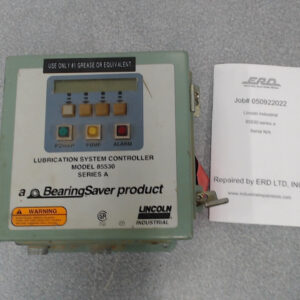 USE ONLY #1 GREASE OR EQUIVALENT
POWER
PUMP
ALARM
LUBRICATION SYSTEM CONTROLLER
MODEL 85530
SERIES A
a BearingSaver product
WARNING
LINCOLN
INDUSTRIAL
ERD
Job# 050922022
Lincoln Industrial
85530 series a
Serial N/A
Repaired by ERD LTD, INC